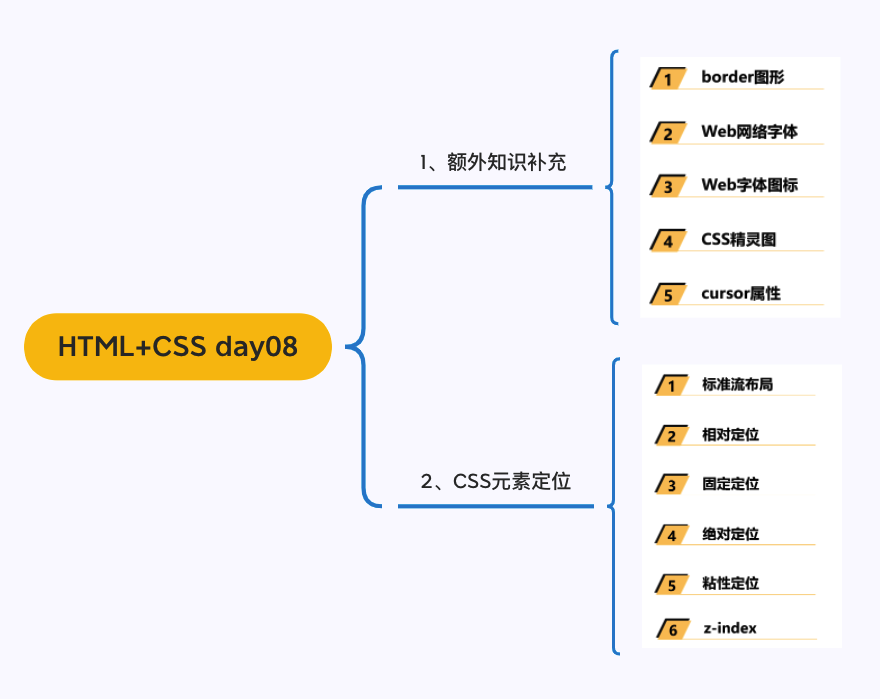 HTML+CSS day08
1、额外知识补充
1 border图形
2 Web网络字体
3 Web字体图标
4 CSS精灵图
5 cursor属性
2、CSS元素定位
1 标准流布局
2 相对定位
3 固定定位
4 绝对定位
5 粘性定位
6 z-index